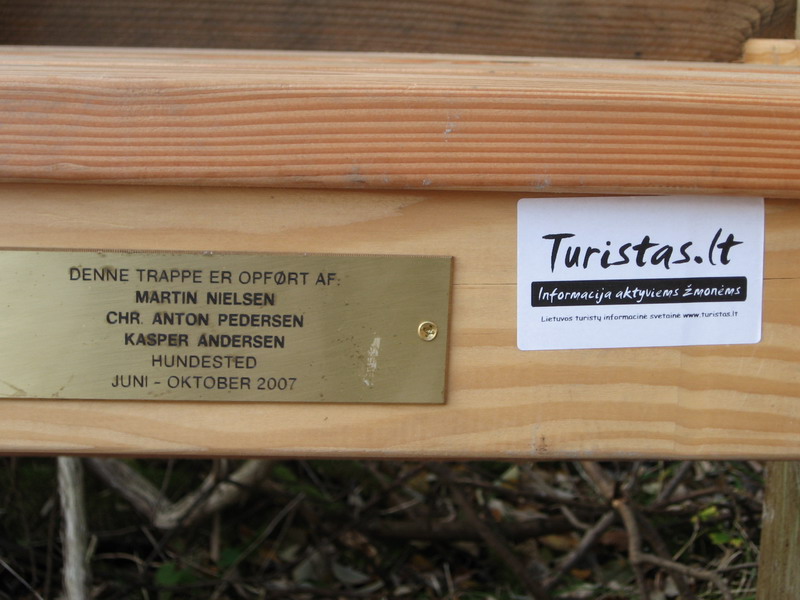 DENNE TRAPPE ER OPFØRT AF:
MARTIN NIELSEN
CHR. ANTON PEDERSEN
KASPER ANDERSEN
HUNDESTED
JUNI - OKTOBER 2007
Turistas.lt
Informacija aktyviems žmonėms
Lietuvos turistų informacinė svetainė www.turistas.lt